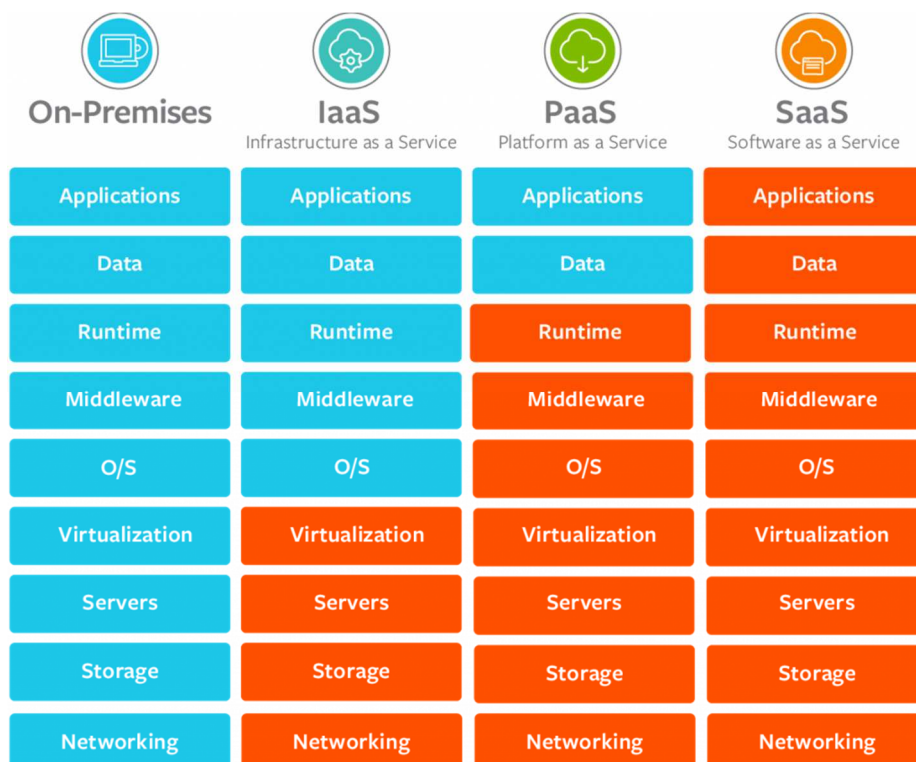 On-Premises
IaaS
Infrastructure as a Service
PaaS
Platform as a Service
SaaS
Software as a Service
Applications Applications Applications Applications
Data Data Data Data
Runtime Runtime Runtime Runtime
Middleware Middleware Middleware Middleware
O/S O/S O/S O/S
Virtualization Virtualization Virtualization Virtualization
Servers Servers Servers Servers
Storage Storage Storage Storage
Networking Networking Networking Networking